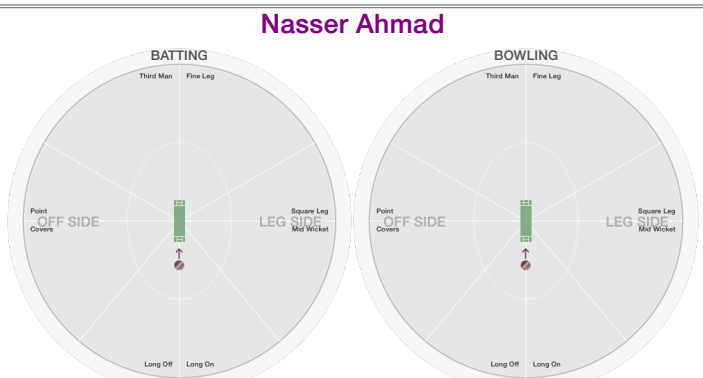 Nasser Ahmad
BATTING
Third Man Fine Leg
Point
OFF SIDE
Covers
Square Leg
LEG SIDE
Mid Wicket
Long Off Long On
BOWLING
Third Man Fine Leg
Point
OFF SIDE
Covers
Square Leg
LEG SIDE
Mid Wicket
Long Off Long On